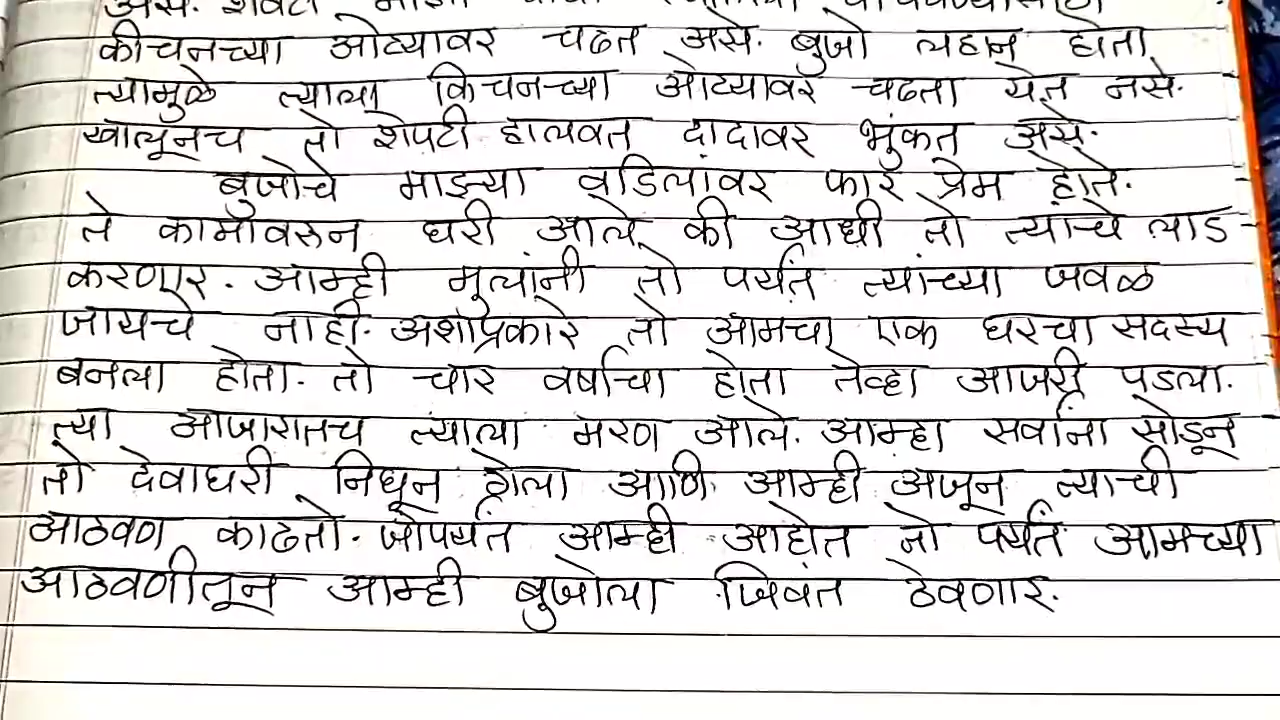 असे. शेवटी माझा
कीचनच्या ओट्यावर चढत असे. बुजो लहान होता
त्यामुळे त्याला किचनच्या ओट्यावर चढता येत नसे.
खालूनच तो शेपटी हालवत दादावर भुंकत असे.
बुजोचे माझ्या वडिलांवर फार प्रेम होते.
ते कामावरुन घरी आले की आधी तो त्यांचे लाड
करणार. आम्ही मुलांनी तो पर्यंत त्यांच्या जवळ
जायचे नाही. अशाप्रकारे तो आमचा एक घरचा सदस्य
बनला होता. तो चार वर्षाचा होता तेव्हा आजारी पडला.
त्या आजारातच त्याला मरण आले. आम्हा सर्वांना सोडून
तो देवाघरी निघून गेला आणि आम्ही अजून त्याची
आठवण काढतो. जोपर्यंत आम्ही आहोत तो पर्यंत आमच्या
आठवणीतून आम्ही बुजोला जिवंत ठेवणार.